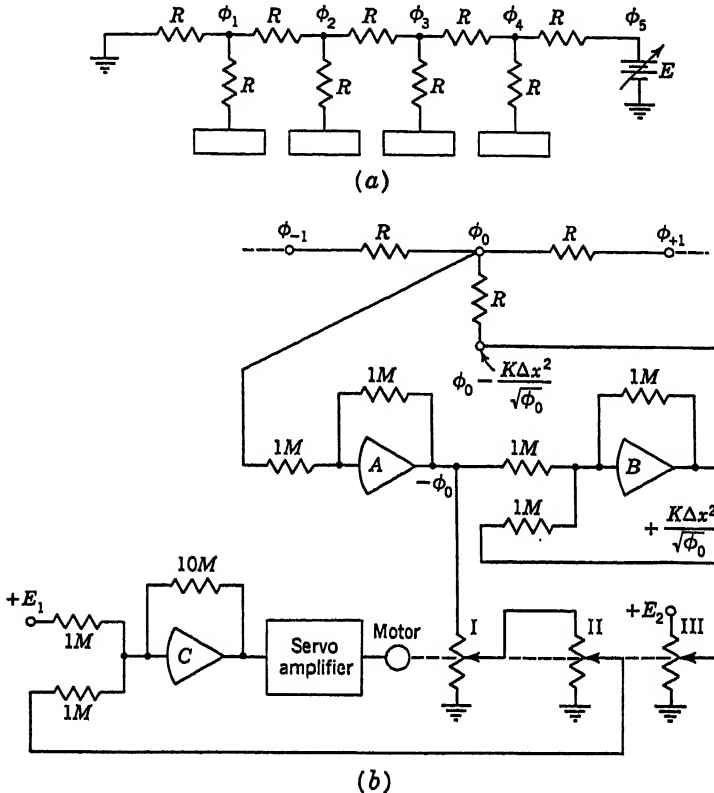 R ϕ₁ R ϕ₂ R ϕ₃ R ϕ₄ R ϕ₅
R R R R E
(a)
ϕ₋₁ R ϕ₀ R ϕ₊₁
R
ϕ₀ − KΔx²/√ϕ₀
1M 1M
1M A 1M B
−ϕ₀
1M + KΔx²/√ϕ₀
10M
+E₁ I II +E₂ III
1M C Servo amplifier Motor
1M
(b)